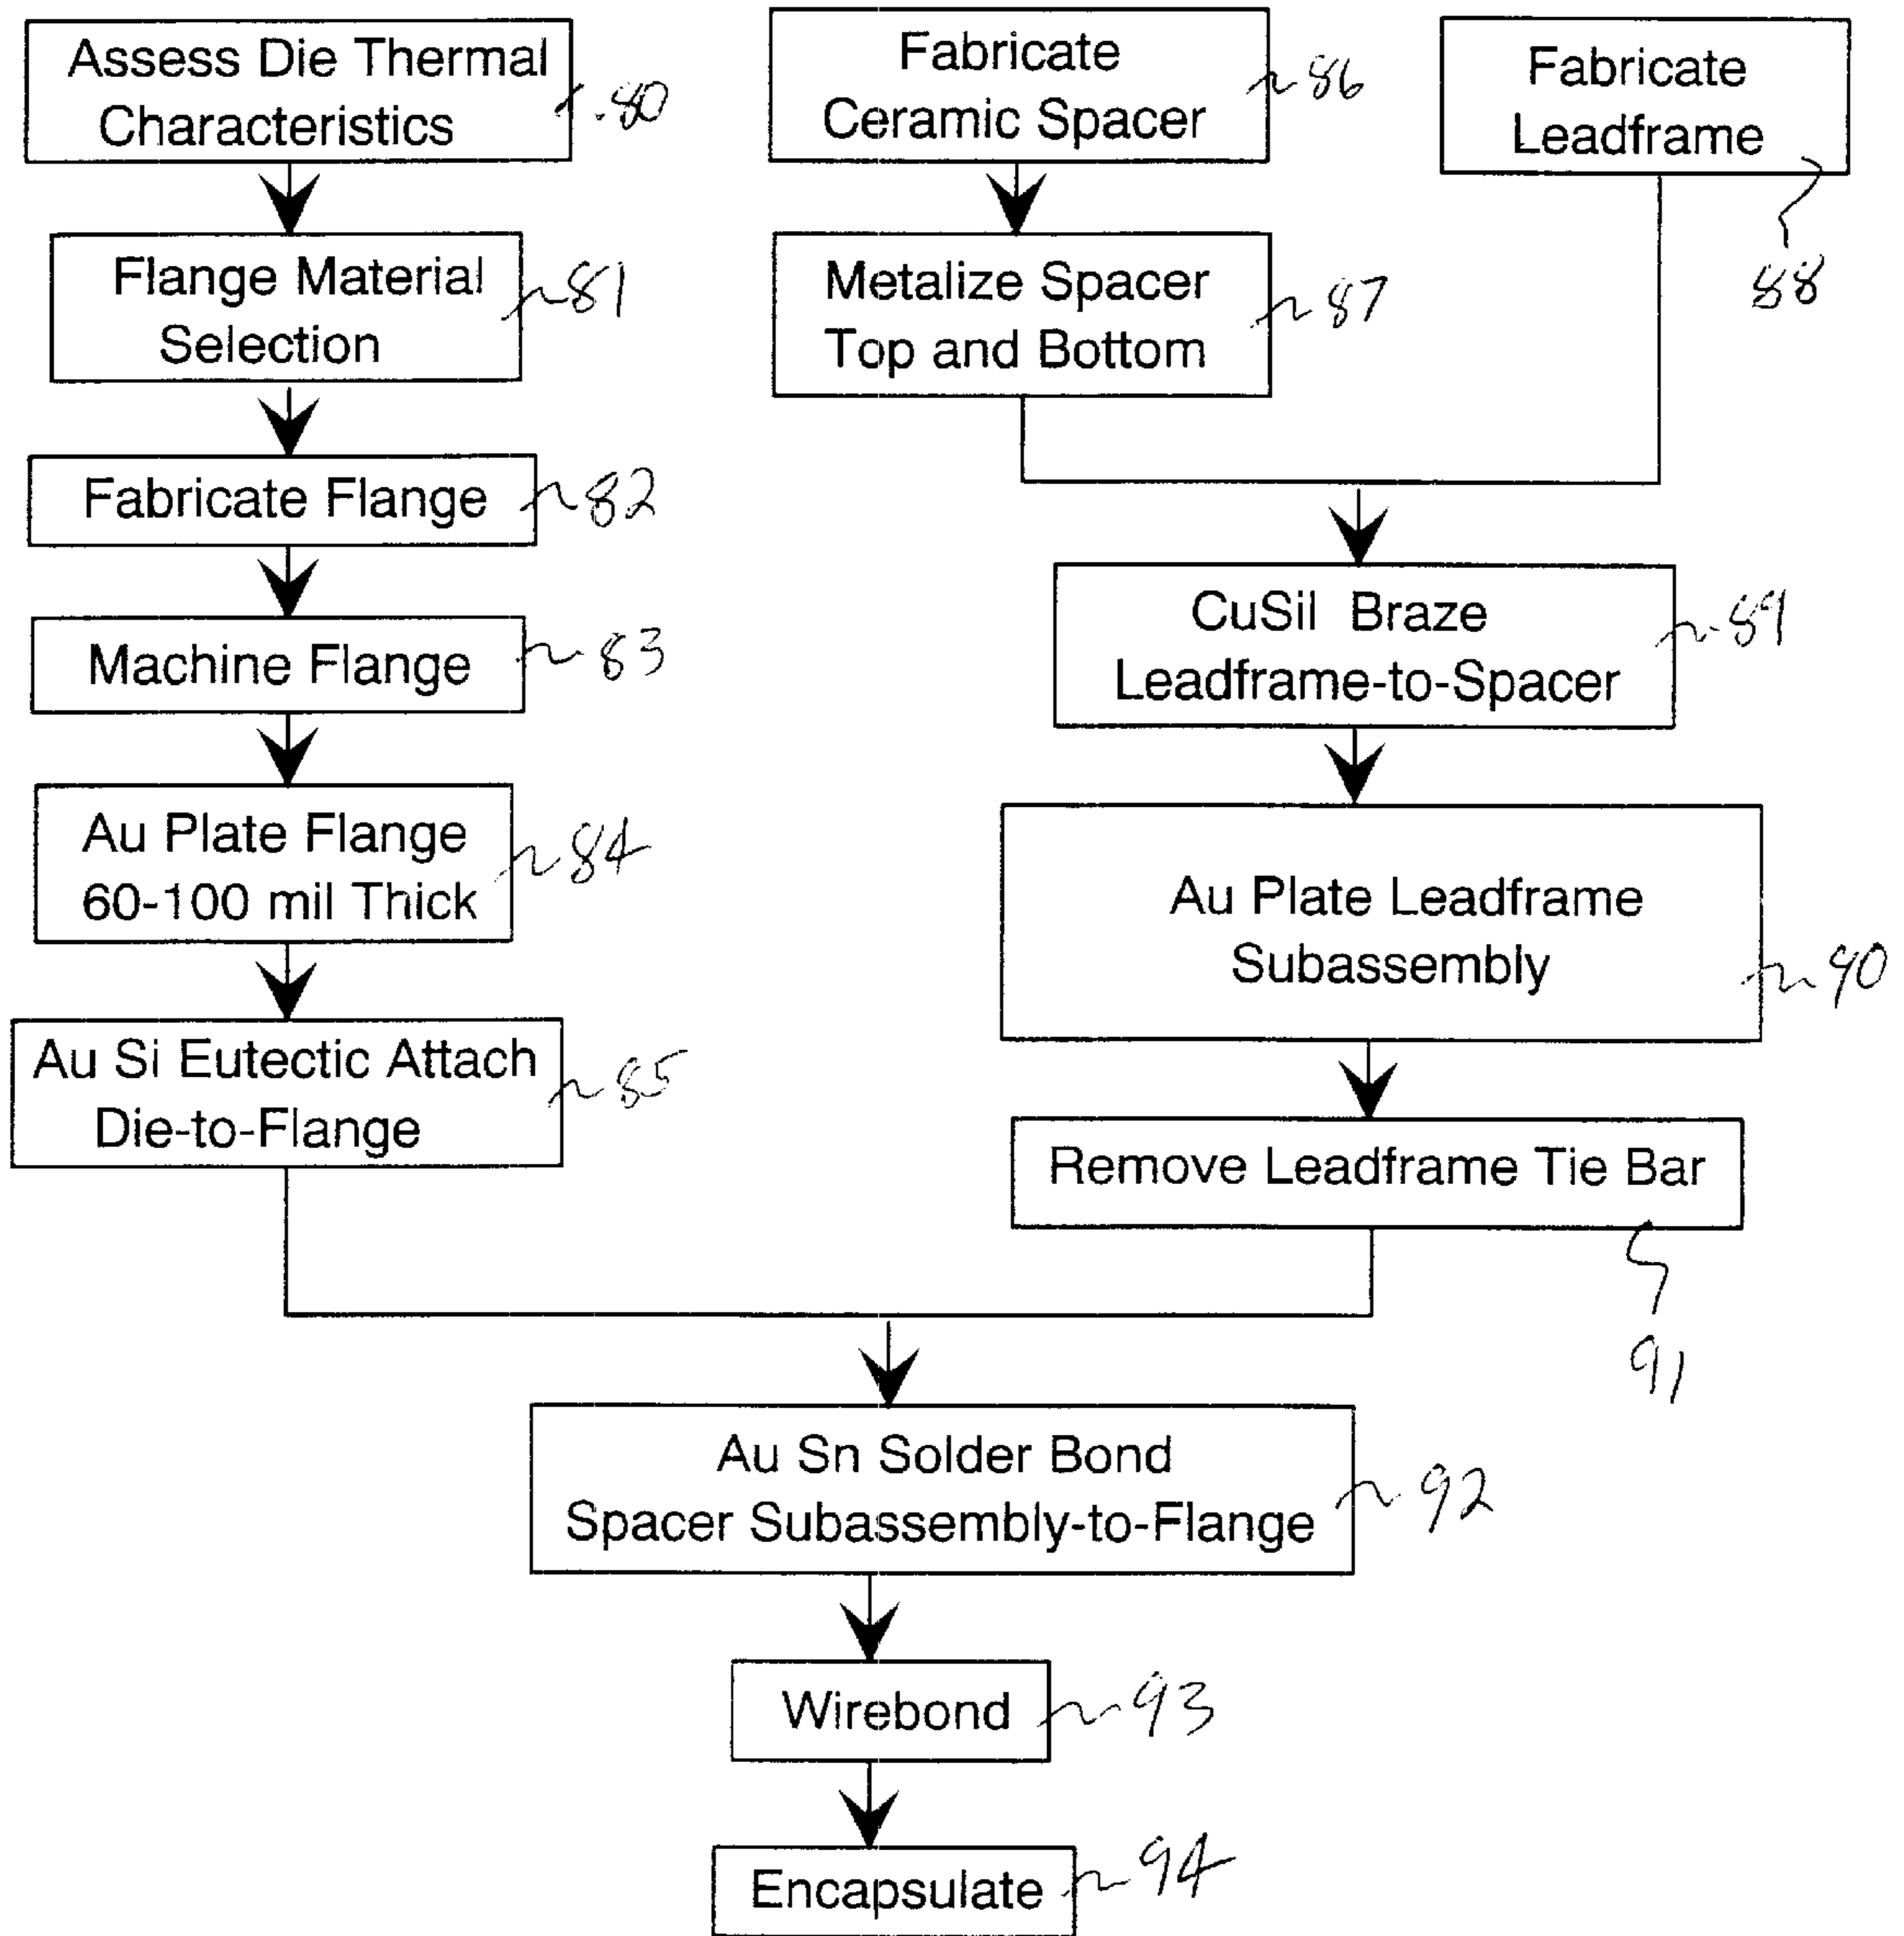 Assess Die Thermal
Characteristics
80
Flange Material
Selection
81
Fabricate Flange
82
Machine Flange
83
Au Plate Flange
60-100 mil Thick
84
Au Si Eutectic Attach
Die-to-Flange
85
Fabricate
Ceramic Spacer
86
Metalize Spacer
Top and Bottom
87
Fabricate
Leadframe
88
CuSil Braze
Leadframe-to-Spacer
89
Au Plate Leadframe
Subassembly
90
Remove Leadframe Tie Bar
91
Au Sn Solder Bond
Spacer Subassembly-to-Flange
92
Wirebond
93
Encapsulate
94